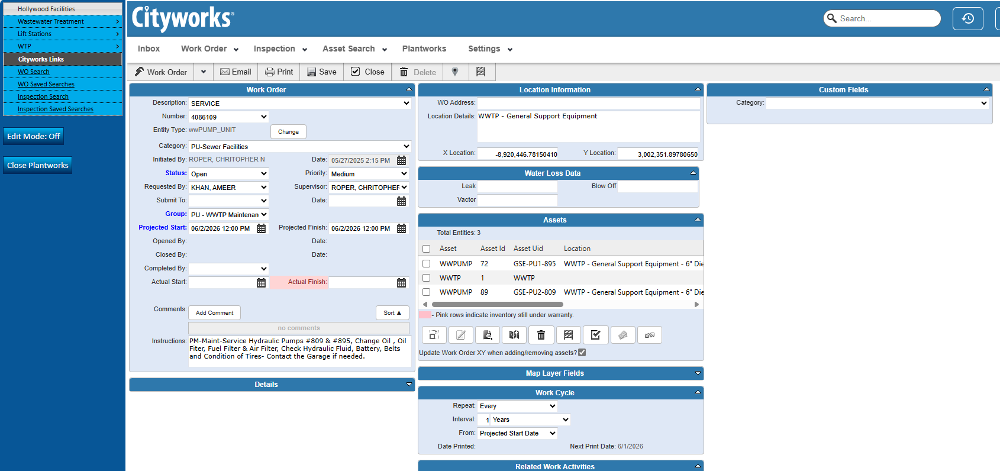 Hollywood Facilities
Wastewater Treatment
Lift Stations
WTP
Cityworks Links
WO Search
WO Saved Searches
Inspection Search
Inspection Saved Searches
Edit Mode: Off
Close Plantworks
Cityworks®
Search...
Inbox Work Order Inspection Asset Search Plantworks Settings
Work Order Email Print Save Close Delete
Work Order
Description: SERVICE
Number: 4086109
Entity Type: wwPUMP_UNIT Change
Category: PU-Sewer Facilities
Initiated By: ROPER, CHRITOPHER N Date: 05/27/2025 2:15 PM
Status: Open Priority: Medium
Requested By: KHAN, AMEER Supervisor: ROPER, CHRITOPHER
Submit To: Date:
Group: PU - WWTP Maintenan
Projected Start: 06/2/2026 12:00 PM Projected Finish: 06/2/2026 12:00 PM
Opened By: Date:
Closed By: Date:
Completed By:
Actual Start: Actual Finish:
Comments: Add Comment Sort ▲
no comments
Instructions: PM-Maint-Service Hydraulic Pumps #809 & #895, Change Oil , Oil
Fiter, Fuel Filter & Air Filter, Check Hydraulic Fluid, Battery, Belts
and Condition of Tires- Contact the Garage if needed.
Details
Location Information
WO Address:
Location Details: WWTP - General Support Equipment
X Location: -8,920,446.78150410 Y Location: 3,002,351.89780650
Water Loss Data
Leak Blow Off
Vactor
Assets
Total Entities: 3
Asset Asset Id Asset Uid Location
WWPUMP 72 GSE-PU1-895 WWTP - General Support Equipment - 6" Die
WWTP 1 WWTP
WWPUMP 89 GSE-PU2-809 WWTP - General Support Equipment - 6" Die
- Pink rows indicate inventory still under warranty.
Update Work Order XY when adding/removing assets?
Map Layer Fields
Work Cycle
Repeat: Every
Interval: 1 Years
From: Projected Start Date
Date Printed: Next Print Date: 6/1/2026
Related Work Activities
Custom Fields
Category: